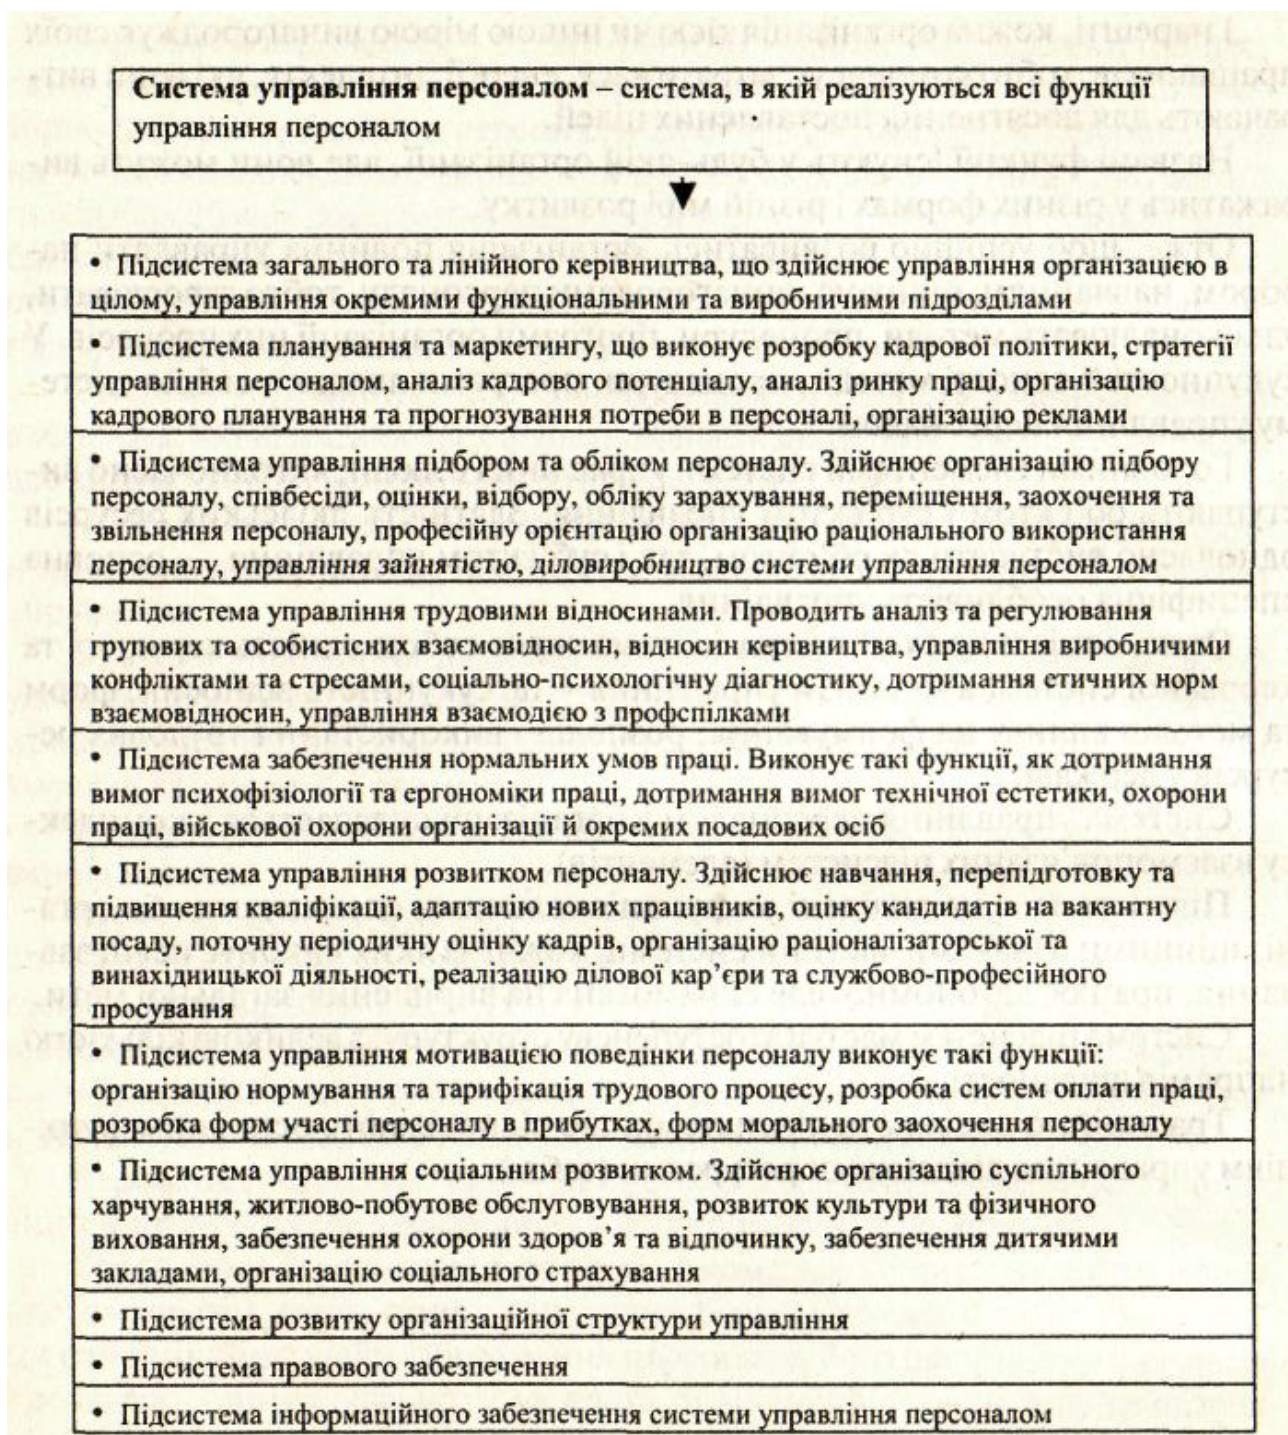 Система управління персоналом – система, в якій реалізуються всі функції
управління персоналом
• Підсистема загального та лінійного керівництва, що здійснює управління організацією в
цілому, управління окремими функціональними та виробничими підрозділами
• Підсистема планування та маркетингу, що виконує розробку кадрової політики, стратегії
управління персоналом, аналіз кадрового потенціалу, аналіз ринку праці, організацію
кадрового планування та прогнозування потреби в персоналі, організацію реклами
• Підсистема управління підбором та обліком персоналу. Здійснює організацію підбору
персоналу, співбесіди, оцінки, відбору, обліку зарахування, переміщення, заохочення та
звільнення персоналу, професійну орієнтацію організацію раціонального використання
персоналу, управління зайнятістю, діловиробництво системи управління персоналом
• Підсистема управління трудовими відносинами. Проводить аналіз та регулювання
групових та особистісних взаємовідносин, відносин керівництва, управління виробничими
конфліктами та стресами, соціально-психологічну діагностику, дотримання етичних норм
взаємовідносин, управління взаємодією з профспілками
• Підсистема забезпечення нормальних умов праці. Виконує такі функції, як дотримання
вимог психофізіології та ергономіки праці, дотримання вимог технічної естетики, охорони
праці, військової охорони організації й окремих посадових осіб
• Підсистема управління розвитком персоналу. Здійснює навчання, перепідготовку та
підвищення кваліфікації, адаптацію нових працівників, оцінку кандидатів на вакантну
посаду, поточну періодичну оцінку кадрів, організацію раціоналізаторської та
винахідницької діяльності, реалізацію ділової кар’єри та службово-професійного
просування
• Підсистема управління мотивацією поведінки персоналу виконує такі функції:
організацію нормування та тарифікація трудового процесу, розробка систем оплати праці,
розробка форм участі персоналу в прибутках, форм морального заохочення персоналу
• Підсистема управління соціальним розвитком. Здійснює організацію суспільного
харчування, житлово-побутове обслуговування, розвиток культури та фізичного
виховання, забезпечення охорони здоров’я та відпочинку, забезпечення дитячими
закладами, організацію соціального страхування
• Підсистема розвитку організаційної структури управління
• Підсистема правового забезпечення
• Підсистема інформаційного забезпечення системи управління персоналом